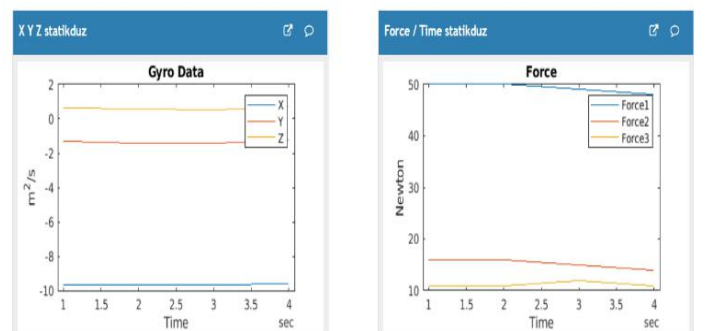 X Y Z statikduz
Gyro Data
2
0
-2
-4
-6
-8
-10
m²/s
X
Y
Z
1 1.5 2 2.5 3 3.5 4
Time
sec
Force / Time statikduz
Force
50
40
30
20
10
Newton
Force1
Force2
Force3
1 1.5 2 2.5 3 3.5 4
Time
sec